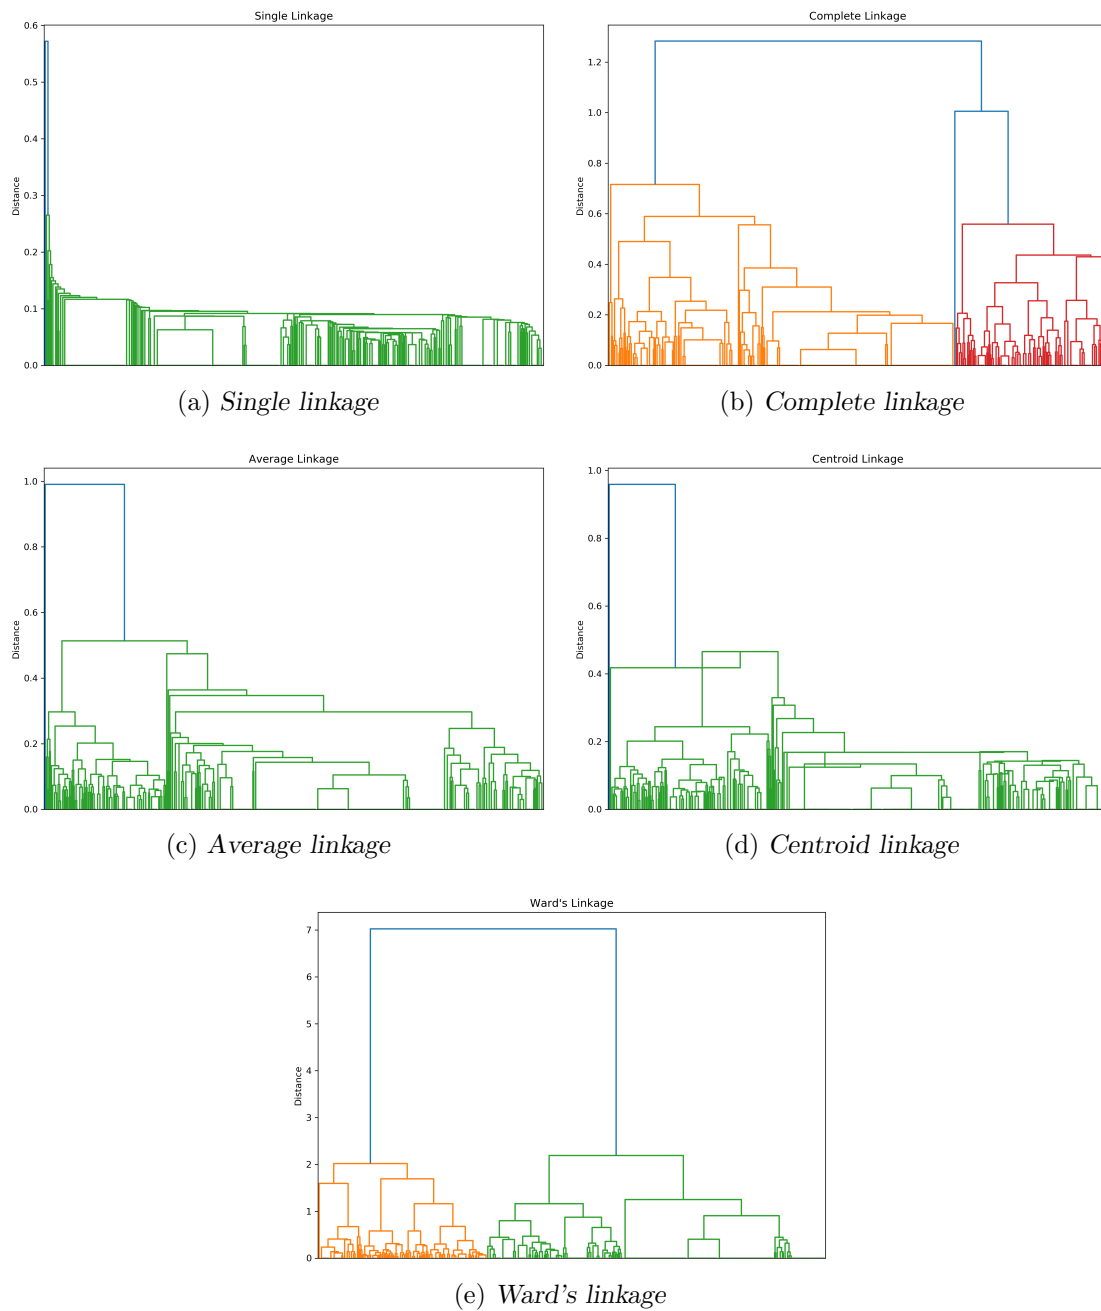 Single Linkage
0.6
0.5
0.4
0.3
0.2
0.1
0.0
Distance
(a) Single linkage
Complete Linkage
1.2
1.0
0.8
0.6
0.4
0.2
0.0
Distance
(b) Complete linkage
Average Linkage
1.0
0.8
0.6
0.4
0.2
0.0
Distance
(c) Average linkage
Centroid Linkage
1.0
0.8
0.6
0.4
0.2
0.0
Distance
(d) Centroid linkage
Ward's Linkage
7
6
5
4
3
2
1
0
Distance
(e) Ward's linkage